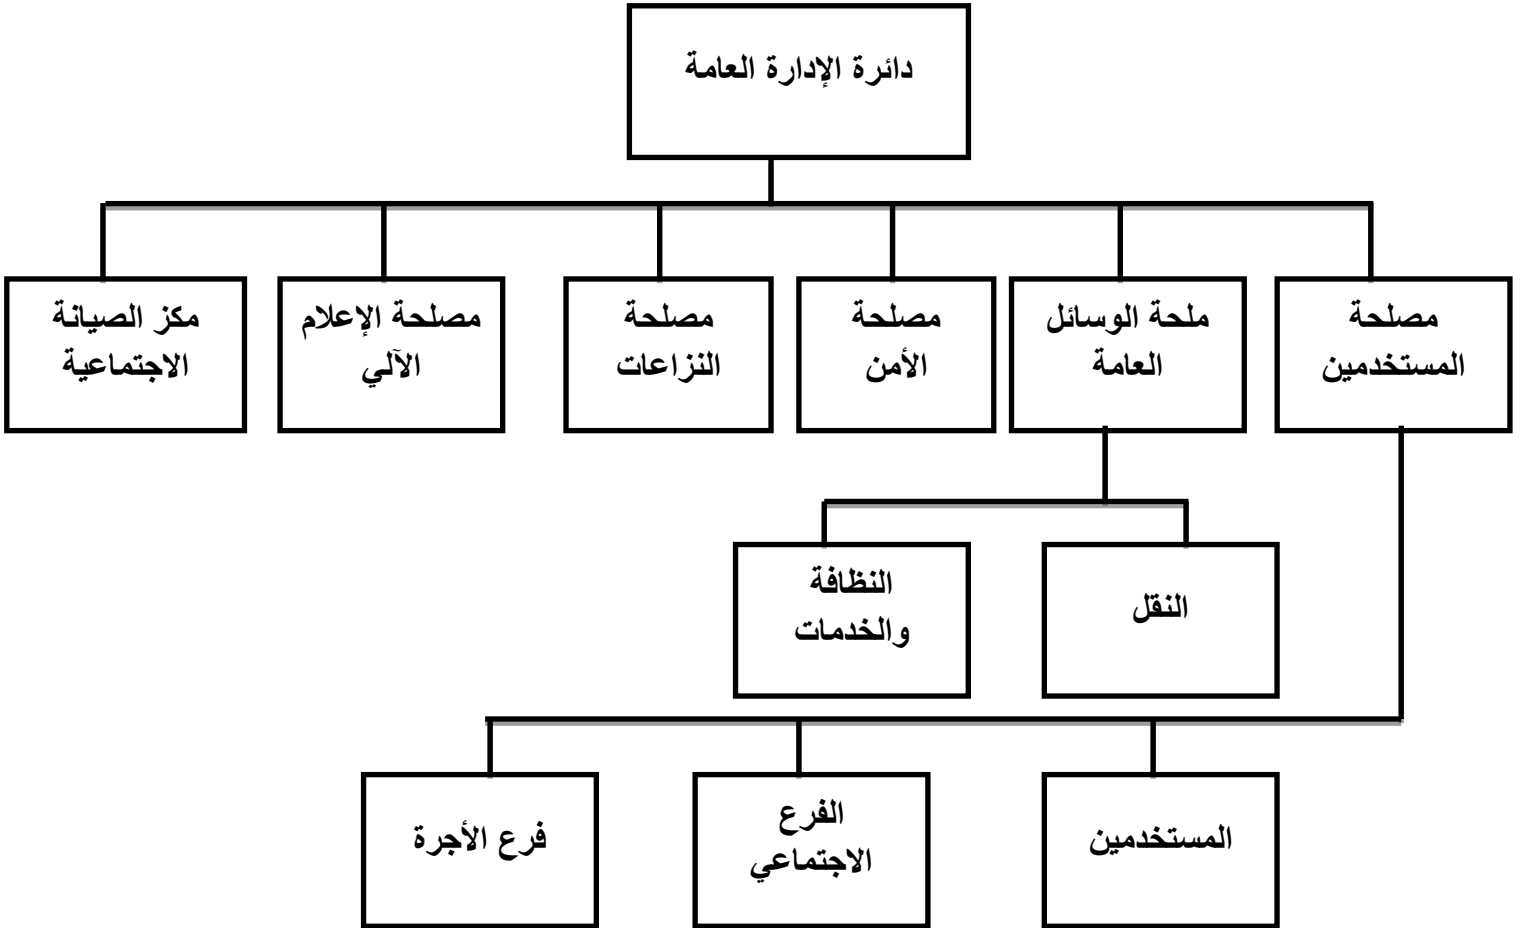 دائرة الإدارة العامة
مصلحة
المستخدمين
ملحة الوسائل
العامة
مصلحة
الأمن
مصلحة
النزاعات
مصلحة الإعلام
الآلي
مكز الصيانة
الاجتماعية
النقل
النظافة
والخدمات
المستخدمين
الفرع
الاجتماعي
فرع الأجرة